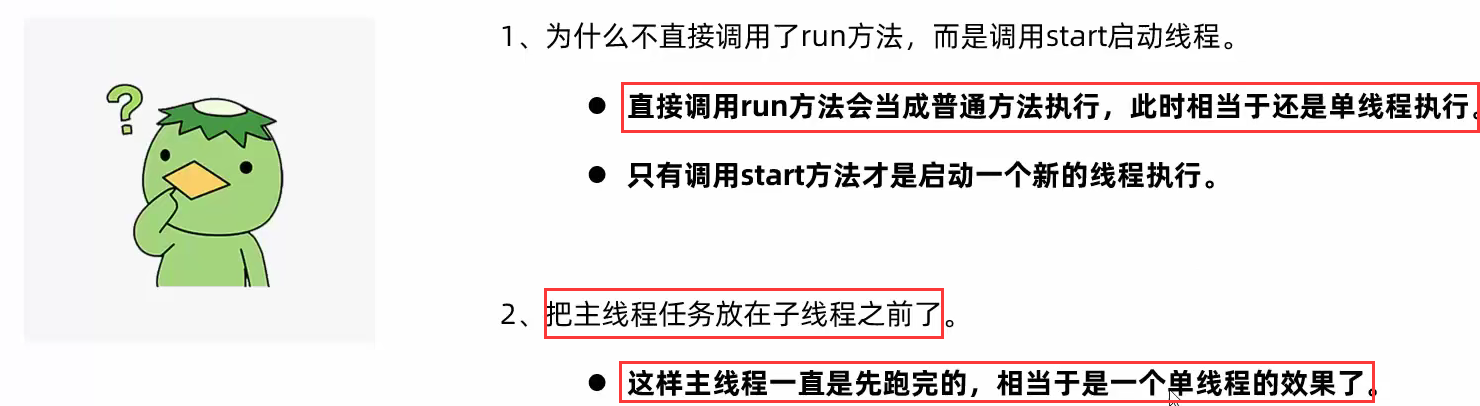 1、为什么不直接调用了run方法，而是调用start启动线程。
● 直接调用run方法会当成普通方法执行，此时相当于还是单线程执行。
● 只有调用start方法才是启动一个新的线程执行。
2、把主线程任务放在子线程之前了。
● 这样主线程一直是先跑完的，相当于是一个单线程的效果了。